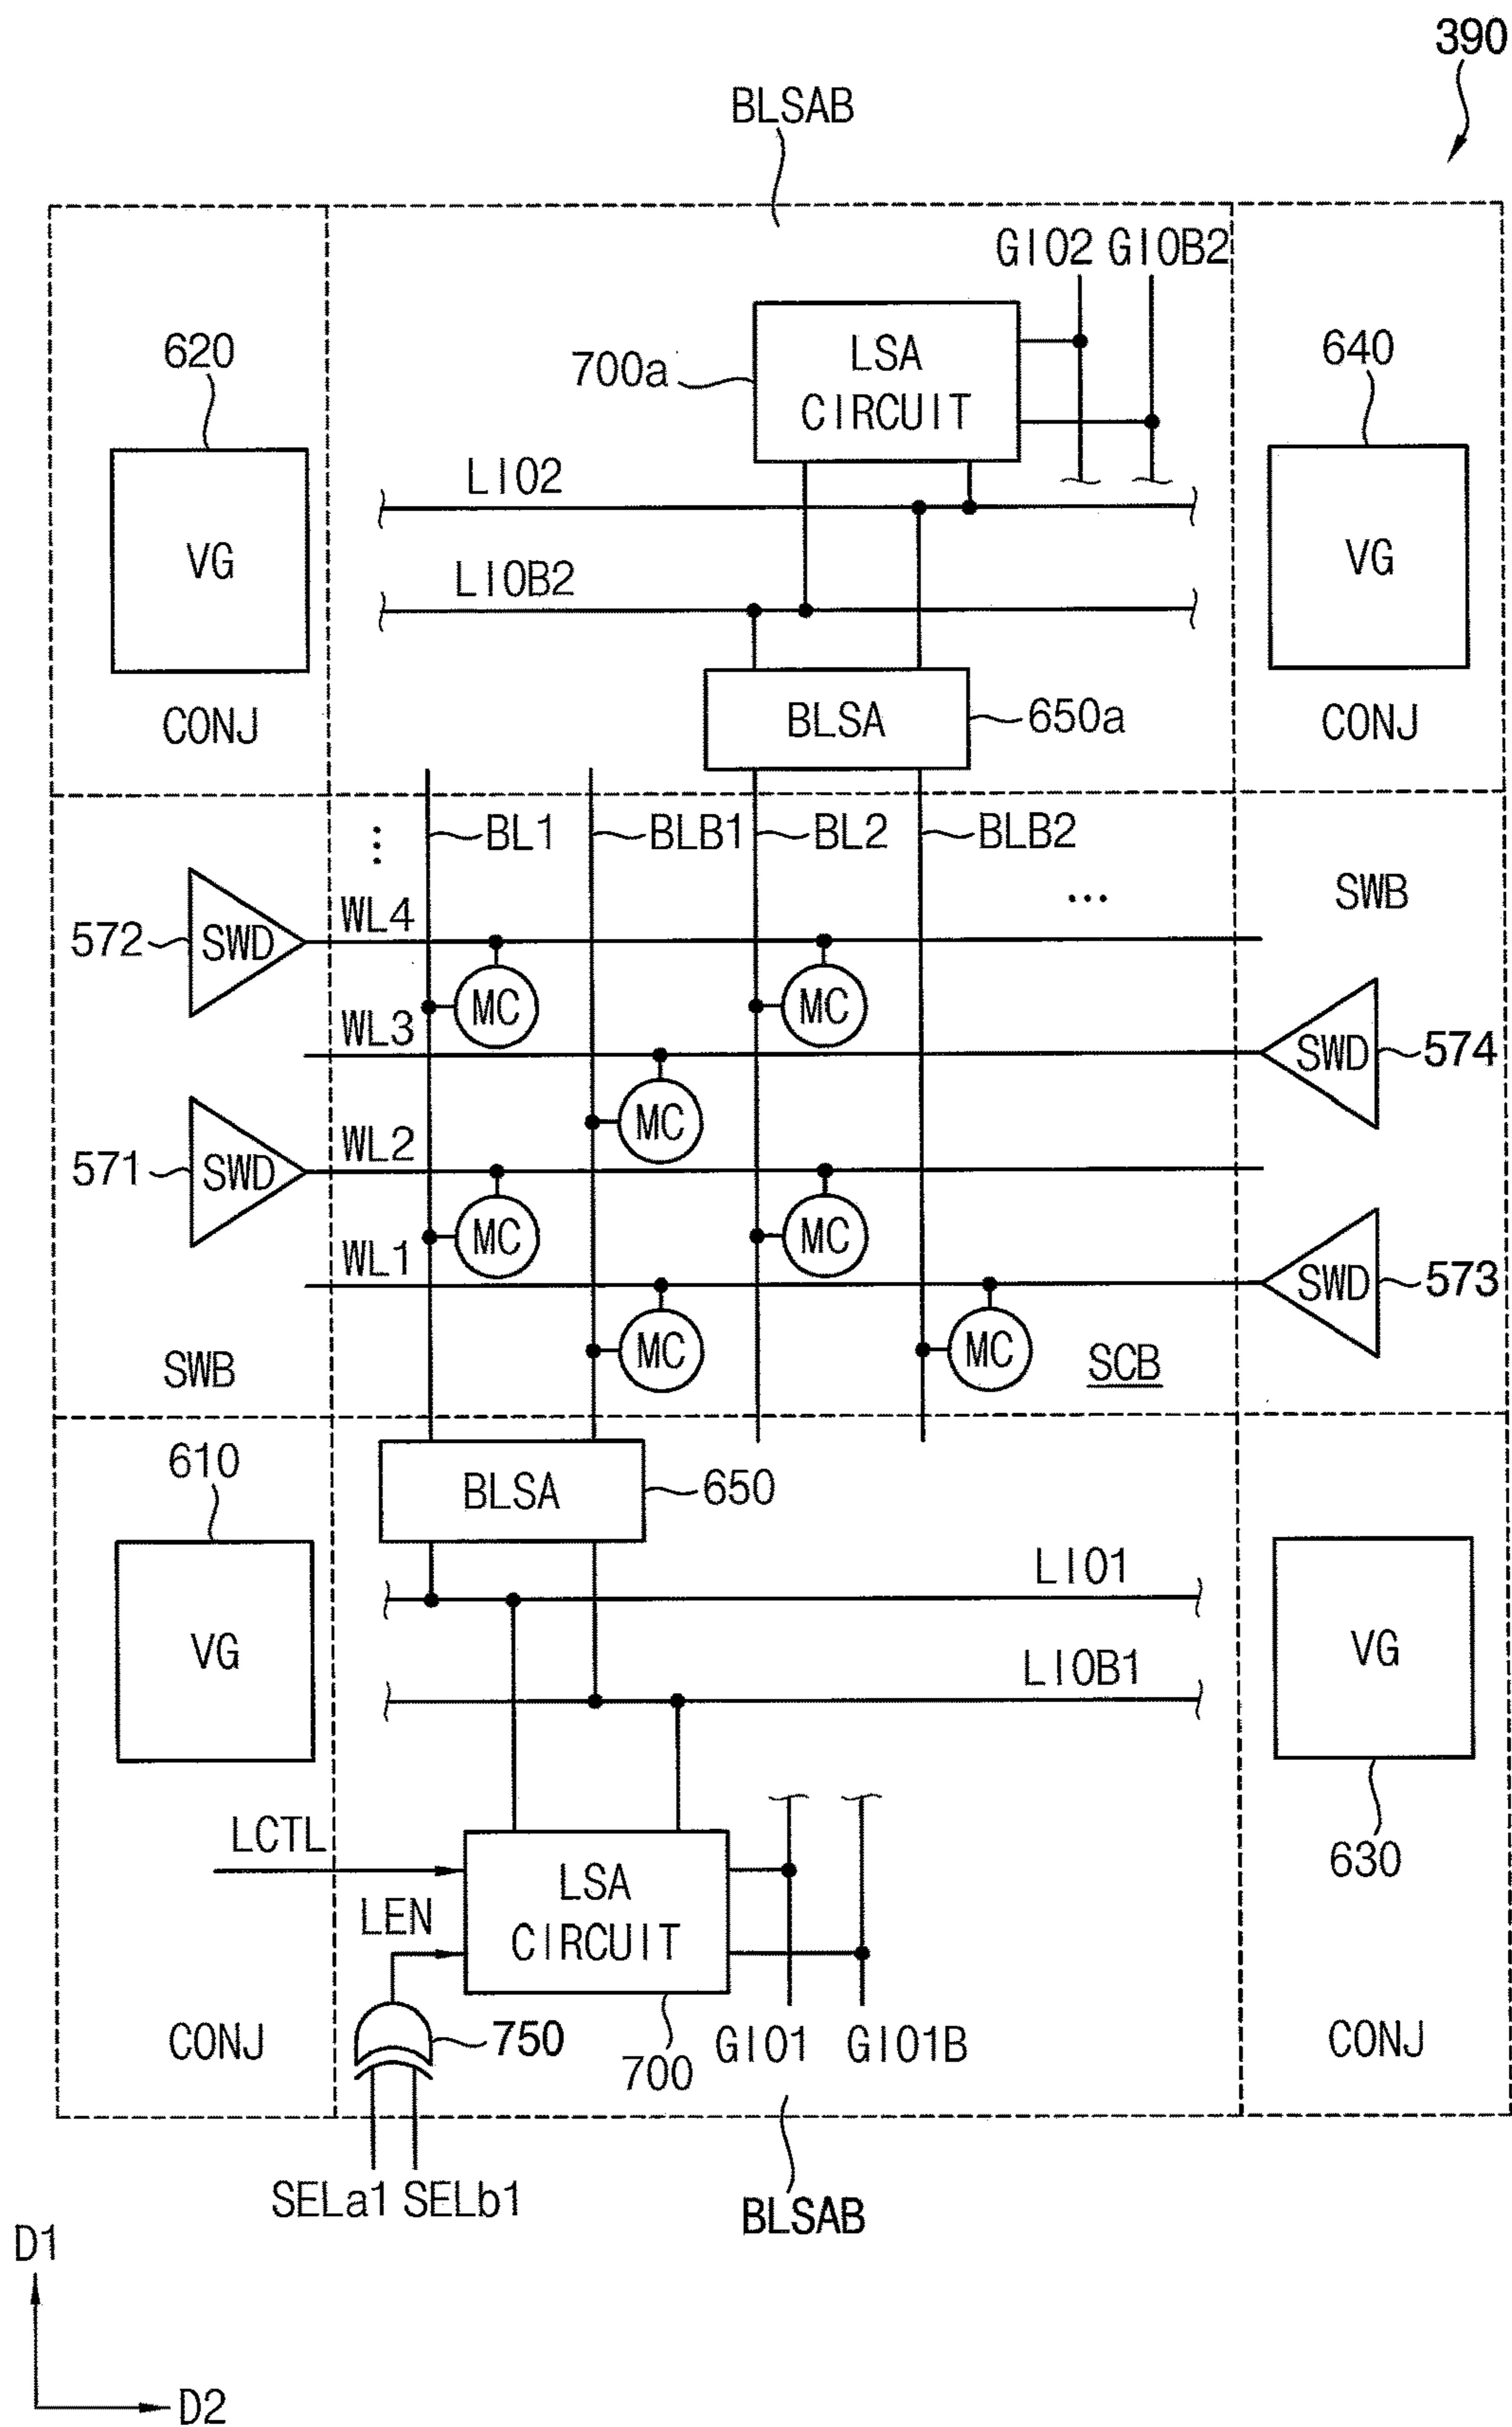 390
BLSAB
GIO2 GIOB2
620
700a
LSA
CIRCUIT
640
LIO2
VG
VG
LIOB2
CONJ
BLSA
650a
CONJ
BL1
BLB1
BL2
BLB2
...
SWB
572
SWD
WL4
MC
MC
WL3
SWD
574
MC
571
SWD
WL2
MC
MC
WL1
SWD
573
MC
MC
SCB
SWB
610
BLSA
650
LIO1
VG
VG
LIOB1
LCTL
LSA
CIRCUIT
630
LEN
CONJ
750
700
GIO1
GIO1B
CONJ
SELa1 SELb1
BLSAB
D1
D2